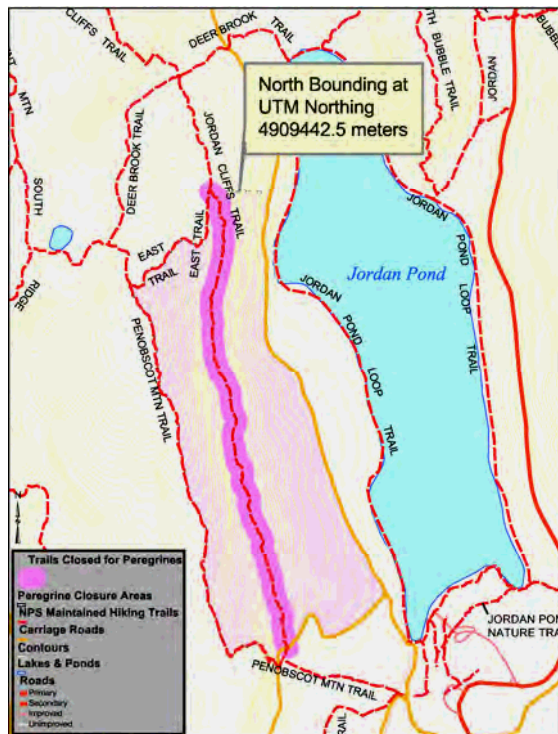 CLIFFS TRAIL
DEER BROOK
TRAIL
BUBBLE TRAIL
JORDAN
North Bounding at
UTM Northing
4909442.5 meters
MTN
SOUTH
RIDGE
DEER BROOK TRAIL
JORDAN
CLIFFS
TRAIL
EAST
TRAIL
EAST TRAIL
PENOBSCOT MTN TRAIL
JORDAN
POND
LOOP
TRAIL
Jordan Pond
JORDAN
POND
LOOP
TRAIL
N
Trails Closed for Peregrines
Peregrine Closure Areas
NPS Maintained Hiking Trails
Carriage Roads
Contours
Lakes & Ponds
Roads
Primary
Secondary
Improved
Unimproved
PENOBSCOT MTN TRAIL
JORDAN PON
NATURE TRA